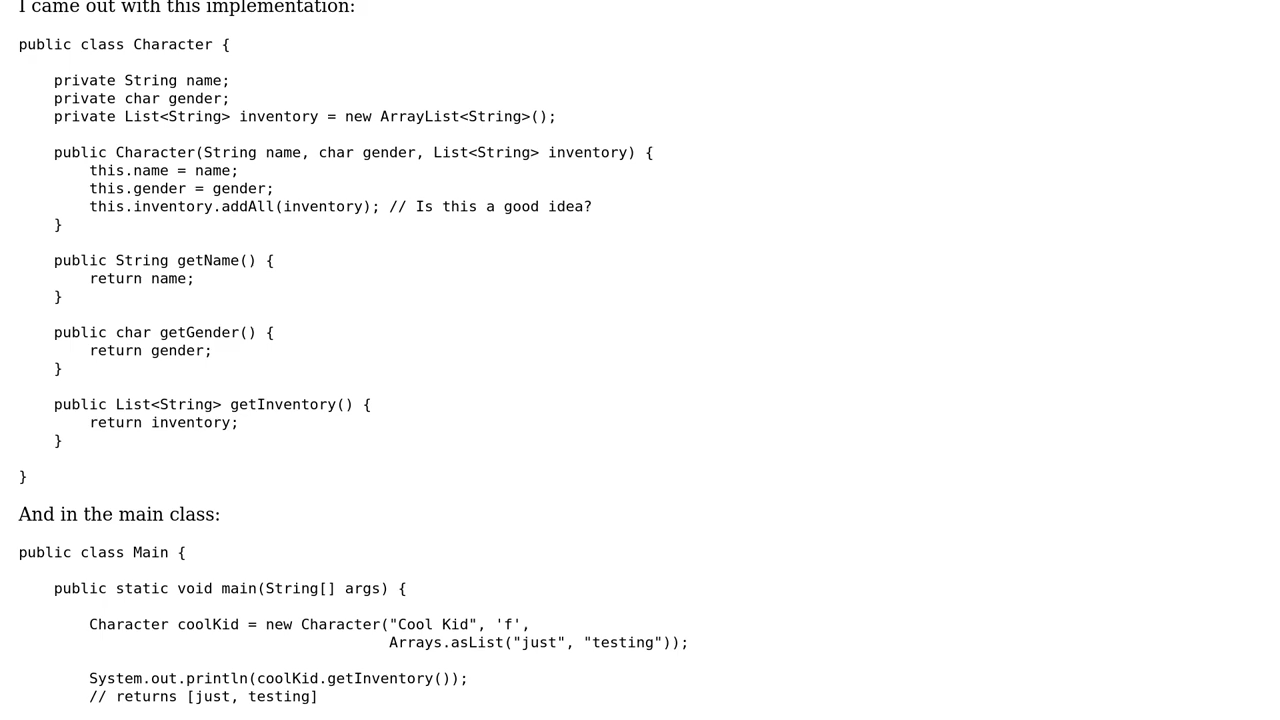 I came out with this implementation:
public class Character {
    private String name;
    private char gender;
    private List<String> inventory = new ArrayList<String>();
    public Character(String name, char gender, List<String> inventory) {
        this.name = name;
        this.gender = gender;
        this.inventory.addAll(inventory); // Is this a good idea?
    }
    public String getName() {
        return name;
    }
    public char getGender() {
        return gender;
    }
    public List<String> getInventory() {
        return inventory;
    }
}
And in the main class:
public class Main {
    public static void main(String[] args) {
        Character coolKid = new Character("Cool Kid", 'f',
                                          Arrays.asList("just", "testing"));
        System.out.println(coolKid.getInventory());
        // returns [just, testing]